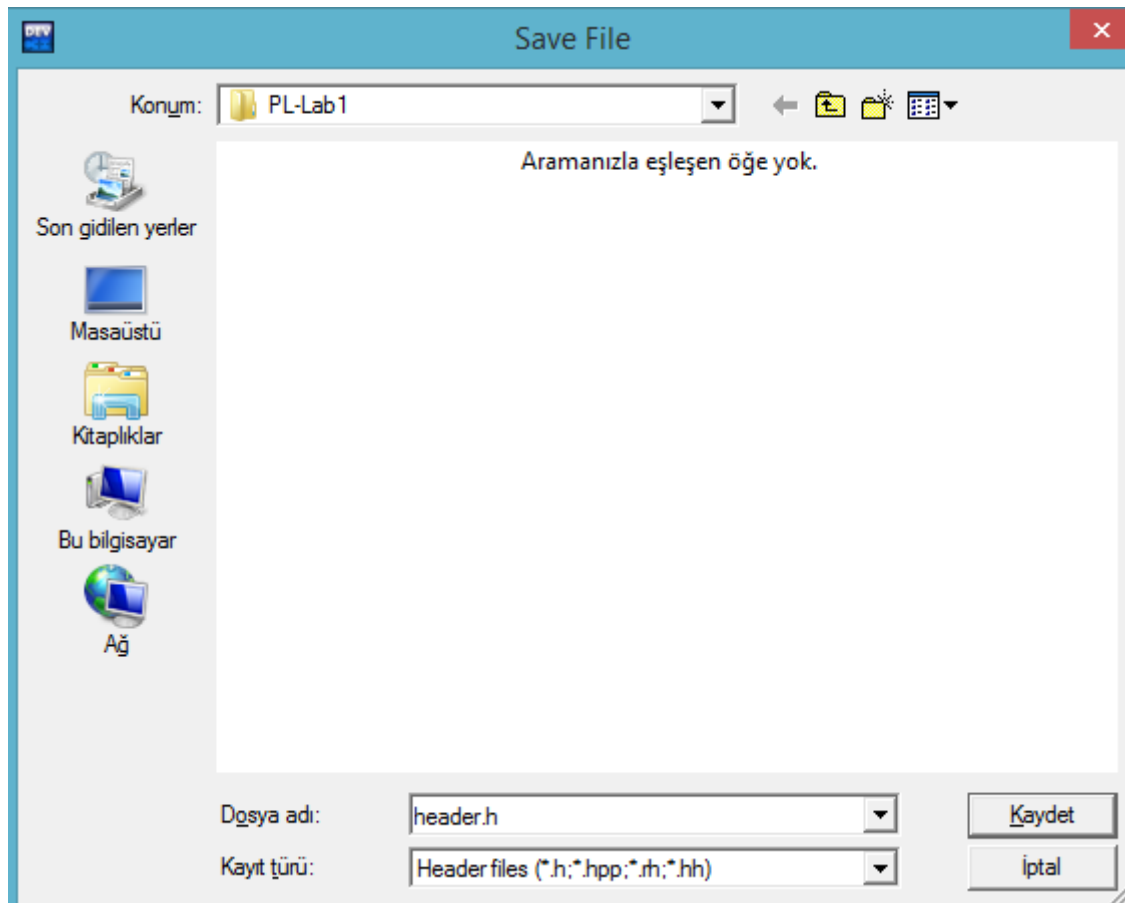 DEV
Save File
Konum:
PL-Lab1
Aramanızla eşleşen öğe yok.
Son gidilen yerler
Masaüstü
Kitaplıklar
Bu bilgisayar
Ağ
Dosya adı:
header.h
Kaydet
Kayıt türü:
Header files (*.h;*.hpp;*.rh;*.hh)
İptal